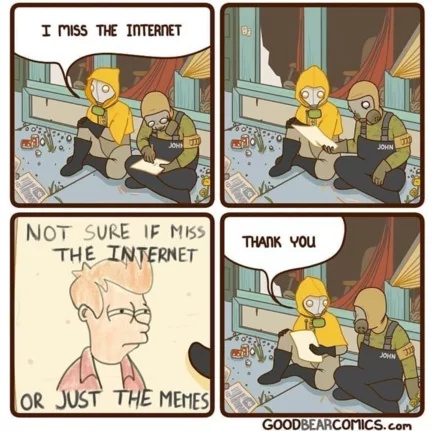 I MISS THE INTERNET
JOHN
JOHN
NOT SURE IF MISS
THE INTERNET
OR JUST THE MEMES
THANK YOU
JOHN
GOODBEARCOMICS.com